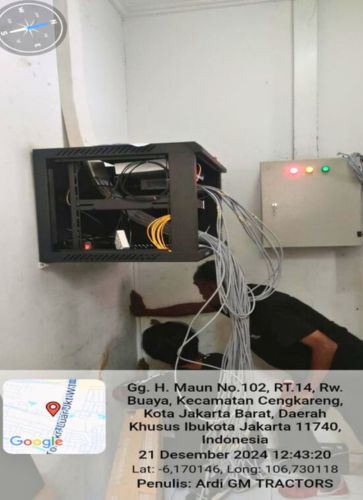 Gg. H. Maun No.102, RT.14, Rw.
Buaya, Kecamatan Cengkareng,
Kota Jakarta Barat, Daerah
Khusus Ibukota Jakarta 11740,
Indonesia
21 Desember 2024 12:43:20
Lat: -6,170146, Long: 106,730118
Penulis: Ardi GM TRACTORS
Google